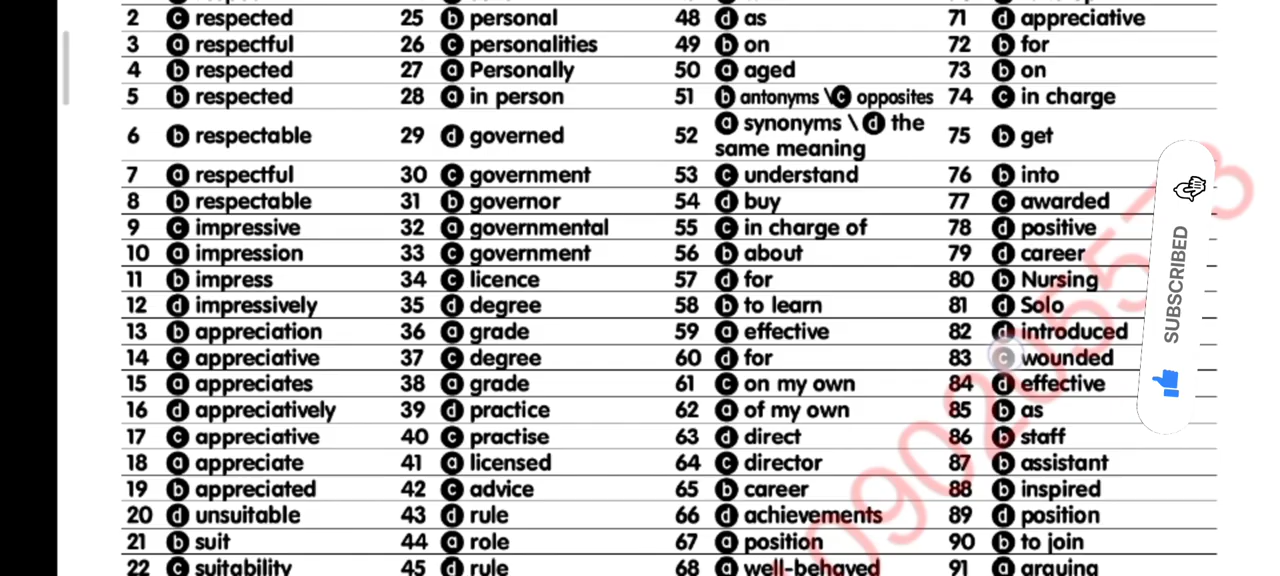 2 c respected 25 b personal 48 d as 71 d appreciative
3 a respectful 26 c personalities 49 b on 72 b for
4 b respected 27 a Personally 50 a aged 73 b on
5 b respected 28 a in person 51 b antonyms \ c opposites 74 c in charge
6 b respectable 29 d governed 52 a synonyms \ d the same meaning 75 b get
7 a respectful 30 c government 53 c understand 76 b into
8 b respectable 31 b governor 54 d buy 77 c awarded
9 c impressive 32 a governmental 55 c in charge of 78 d positive
10 a impression 33 c government 56 b about 79 d career
11 b impress 34 c licence 57 d for 80 b Nursing
12 d impressively 35 d degree 58 b to learn 81 d Solo
13 b appreciation 36 a grade 59 a effective 82 d introduced
14 c appreciative 37 c degree 60 d for 83 c wounded
15 a appreciates 38 a grade 61 c on my own 84 d effective
16 d appreciatively 39 d practice 62 a of my own 85 b as
17 c appreciative 40 c practise 63 d direct 86 b staff
18 a appreciate 41 a licensed 64 c director 87 b assistant
19 b appreciated 42 c advice 65 b career 88 b inspired
20 d unsuitable 43 d rule 66 d achievements 89 d position
21 b suit 44 a role 67 a position 90 b to join
22 c suitability 45 d rule 68 a well-behaved 91 a arguing
SUBSCRIBED